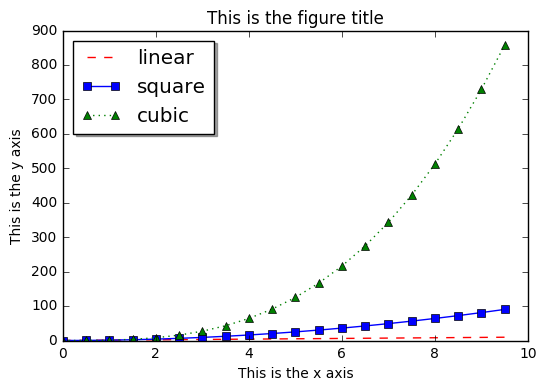 This is the figure title
900
800
700
600
500
400
300
200
100
0
This is the y axis
linear
square
cubic
0 2 4 6 8 10
This is the x axis